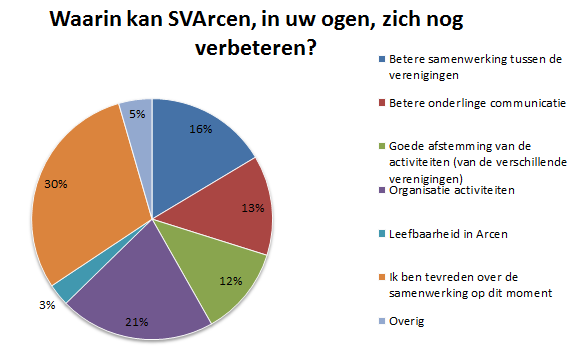 Waarin kan SVArcen, in uw ogen, zich nog
verbeteren?
Betere samenwerking tussen de
verenigingen
Betere onderlinge communicatie
Goede afstemming van de
activiteiten (van de verschillende
verenigingen)
Organisatie activiteiten
Leefbaarheid in Arcen
Ik ben tevreden over de
samenwerking op dit moment
Overig
5%
16%
13%
12%
21%
3%
30%